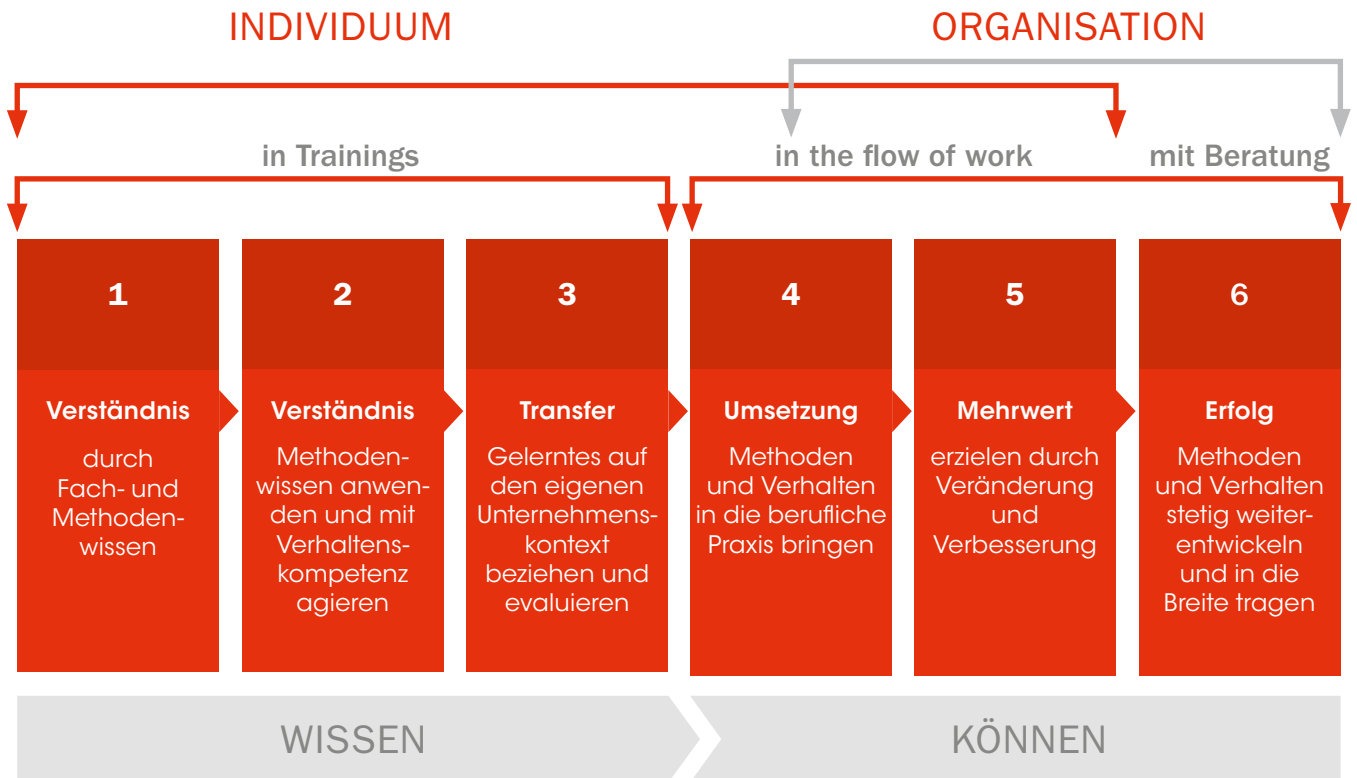 INDIVIDUUM
ORGANISATION
in Trainings
in the flow of work
mit Beratung
1
Verständnis
durch
Fach- und
Methoden-
wissen
2
Verständnis
Methoden-
wissen anwen-
den und mit
Verhaltens-
kompetenz
agieren
3
Transfer
Gelerntes auf
den eigenen
Unternehmens-
kontext
beziehen und
evaluieren
4
Umsetzung
Methoden
und Verhalten
in die berufliche
Praxis bringen
5
Mehrwert
erzielen durch
Veränderung
und
Verbesserung
6
Erfolg
Methoden
und Verhalten
stetig weiter-
entwickeln
und in die
Breite tragen
WISSEN
KÖNNEN